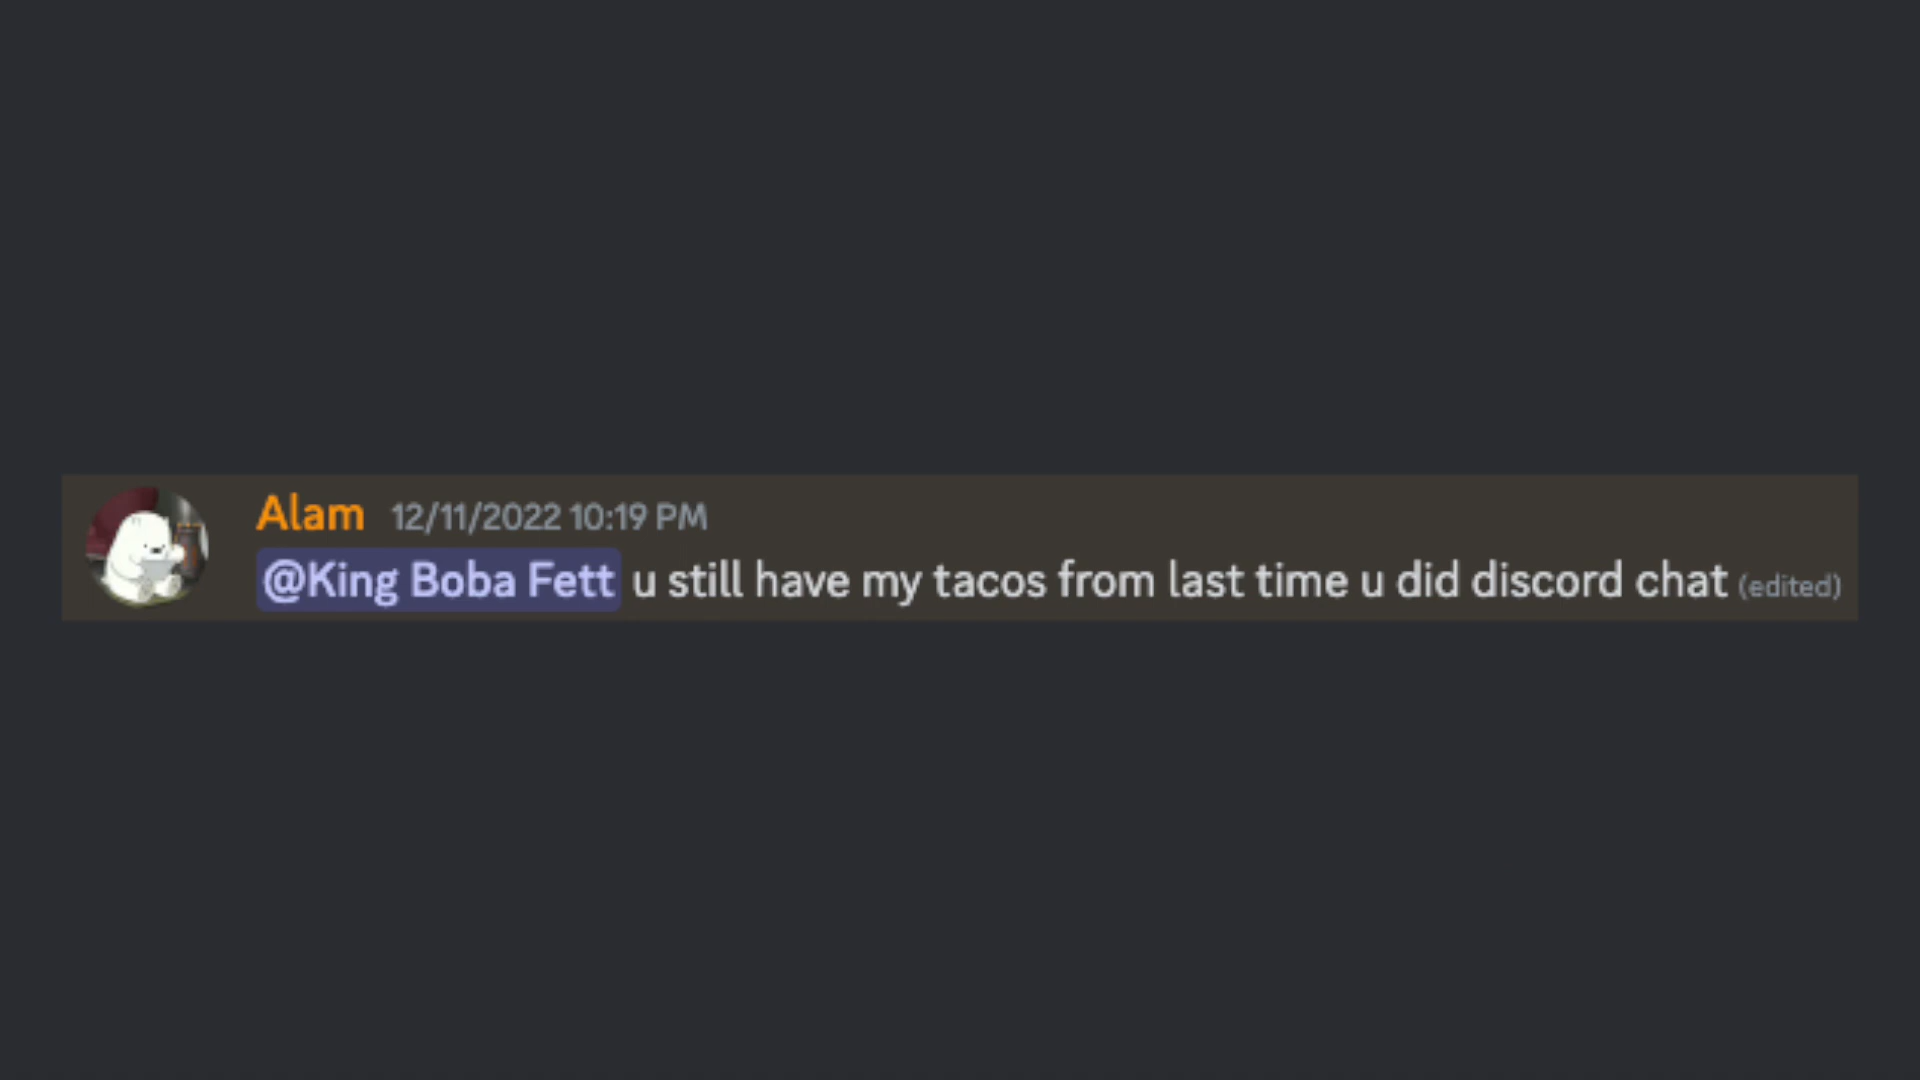 Alam 12/11/2022 10:19 PM
@King Boba Fett u still have my tacos from last time u did discord chat (edited)